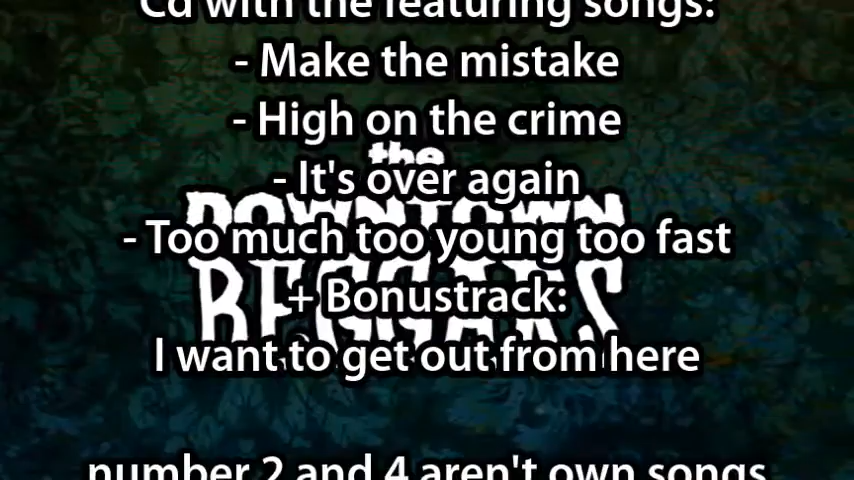 Cd with the featuring songs:
- Make the mistake
- High on the crime
the
- It's over again
DOWNTOWN
- Too much too young too fast
BEGGARS
+ Bonustrack:
I want to get out from here
number 2 and 4 aren't own songs